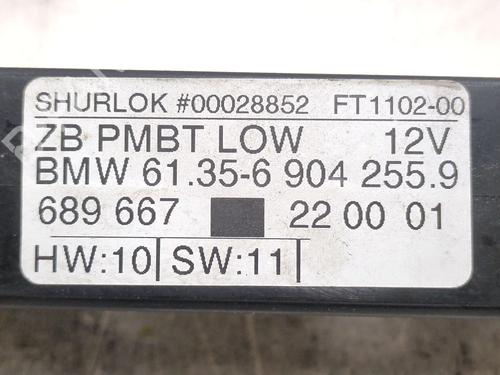 SHURLOK #00028852 FT1102-00
ZB PMBT LOW 12V
BMW 61.35-6 904 255.9
689 667 22 00 01
HW:10 SW:11